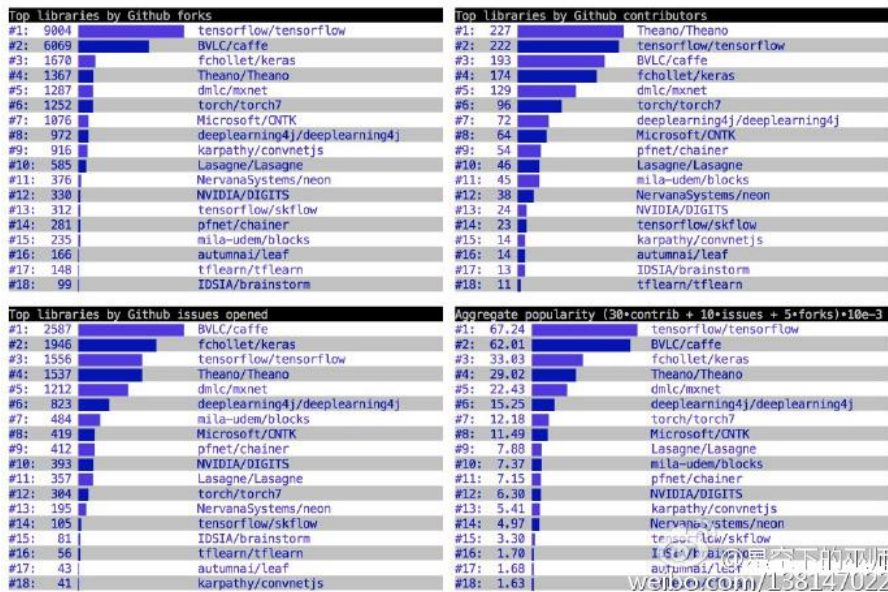 Top libraries by Github forks
#1: 9004 tensorflow/tensorflow
#2: 6069 BVLC/caffe
#3: 1670 fchollet/keras
#4: 1367 Theano/Theano
#5: 1287 dmlc/mxnet
#6: 1252 torch/torch7
#7: 1076 Microsoft/CNTK
#8: 972 deeplearning4j/deeplearning4j
#9: 916 karpathy/convnetjs
#10: 585 Lasagne/Lasagne
#11: 376 NervanaSystems/neon
#12: 330 NVIDIA/DIGITS
#13: 312 tensorflow/skflow
#14: 281 pfnet/chainer
#15: 235 mila-udem/blocks
#16: 166 autumnai/leaf
#17: 148 tflearn/tflearn
#18: 99 IDSIA/brainstorm
Top libraries by Github contributors
#1: 227 Theano/Theano
#2: 222 tensorflow/tensorflow
#3: 193 BVLC/caffe
#4: 174 fchollet/keras
#5: 129 dmlc/mxnet
#6: 96 torch/torch7
#7: 72 deeplearning4j/deeplearning4j
#8: 64 Microsoft/CNTK
#9: 54 pfnet/chainer
#10: 46 Lasagne/Lasagne
#11: 45 mila-udem/blocks
#12: 38 NervanaSystems/neon
#13: 24 NVIDIA/DIGITS
#14: 23 tensorflow/skflow
#15: 14 karpathy/convnetjs
#16: 14 autumnai/leaf
#17: 13 IDSIA/brainstorm
#18: 11 tflearn/tflearn
Top libraries by Github issues opened
#1: 2587 BVLC/caffe
#2: 1946 fchollet/keras
#3: 1556 tensorflow/tensorflow
#4: 1537 Theano/Theano
#5: 1212 dmlc/mxnet
#6: 823 deeplearning4j/deeplearning4j
#7: 484 mila-udem/blocks
#8: 419 Microsoft/CNTK
#9: 412 pfnet/chainer
#10: 393 NVIDIA/DIGITS
#11: 357 Lasagne/Lasagne
#12: 304 torch/torch7
#13: 195 NervanaSystems/neon
#14: 105 tensorflow/skflow
#15: 81 IDSIA/brainstorm
#16: 56 tflearn/tflearn
#17: 43 autumnai/leaf
#18: 41 karpathy/convnetjs
Aggregate popularity (30•contrib + 10•issues + 5•forks)•10e-3
#1: 67.24 tensorflow/tensorflow
#2: 62.01 BVLC/caffe
#3: 33.03 fchollet/keras
#4: 29.02 Theano/Theano
#5: 22.43 dmlc/mxnet
#6: 15.25 deeplearning4j/deeplearning4j
#7: 12.18 torch/torch7
#8: 11.49 Microsoft/CNTK
#9: 7.88 Lasagne/Lasagne
#10: 7.37 mila-udem/blocks
#11: 7.15 pfnet/chainer
#12: 6.30 NVIDIA/DIGITS
#13: 5.41 karpathy/convnetjs
#14: 4.97 NervanaSystems/neon
#15: 3.30 tensorflow/skflow
#16: 1.70 IDSIA/brainstorm
#17: 1.68 autumnai/leaf
#18: 1.63
@星空下的巫师
weibo.com/138147022